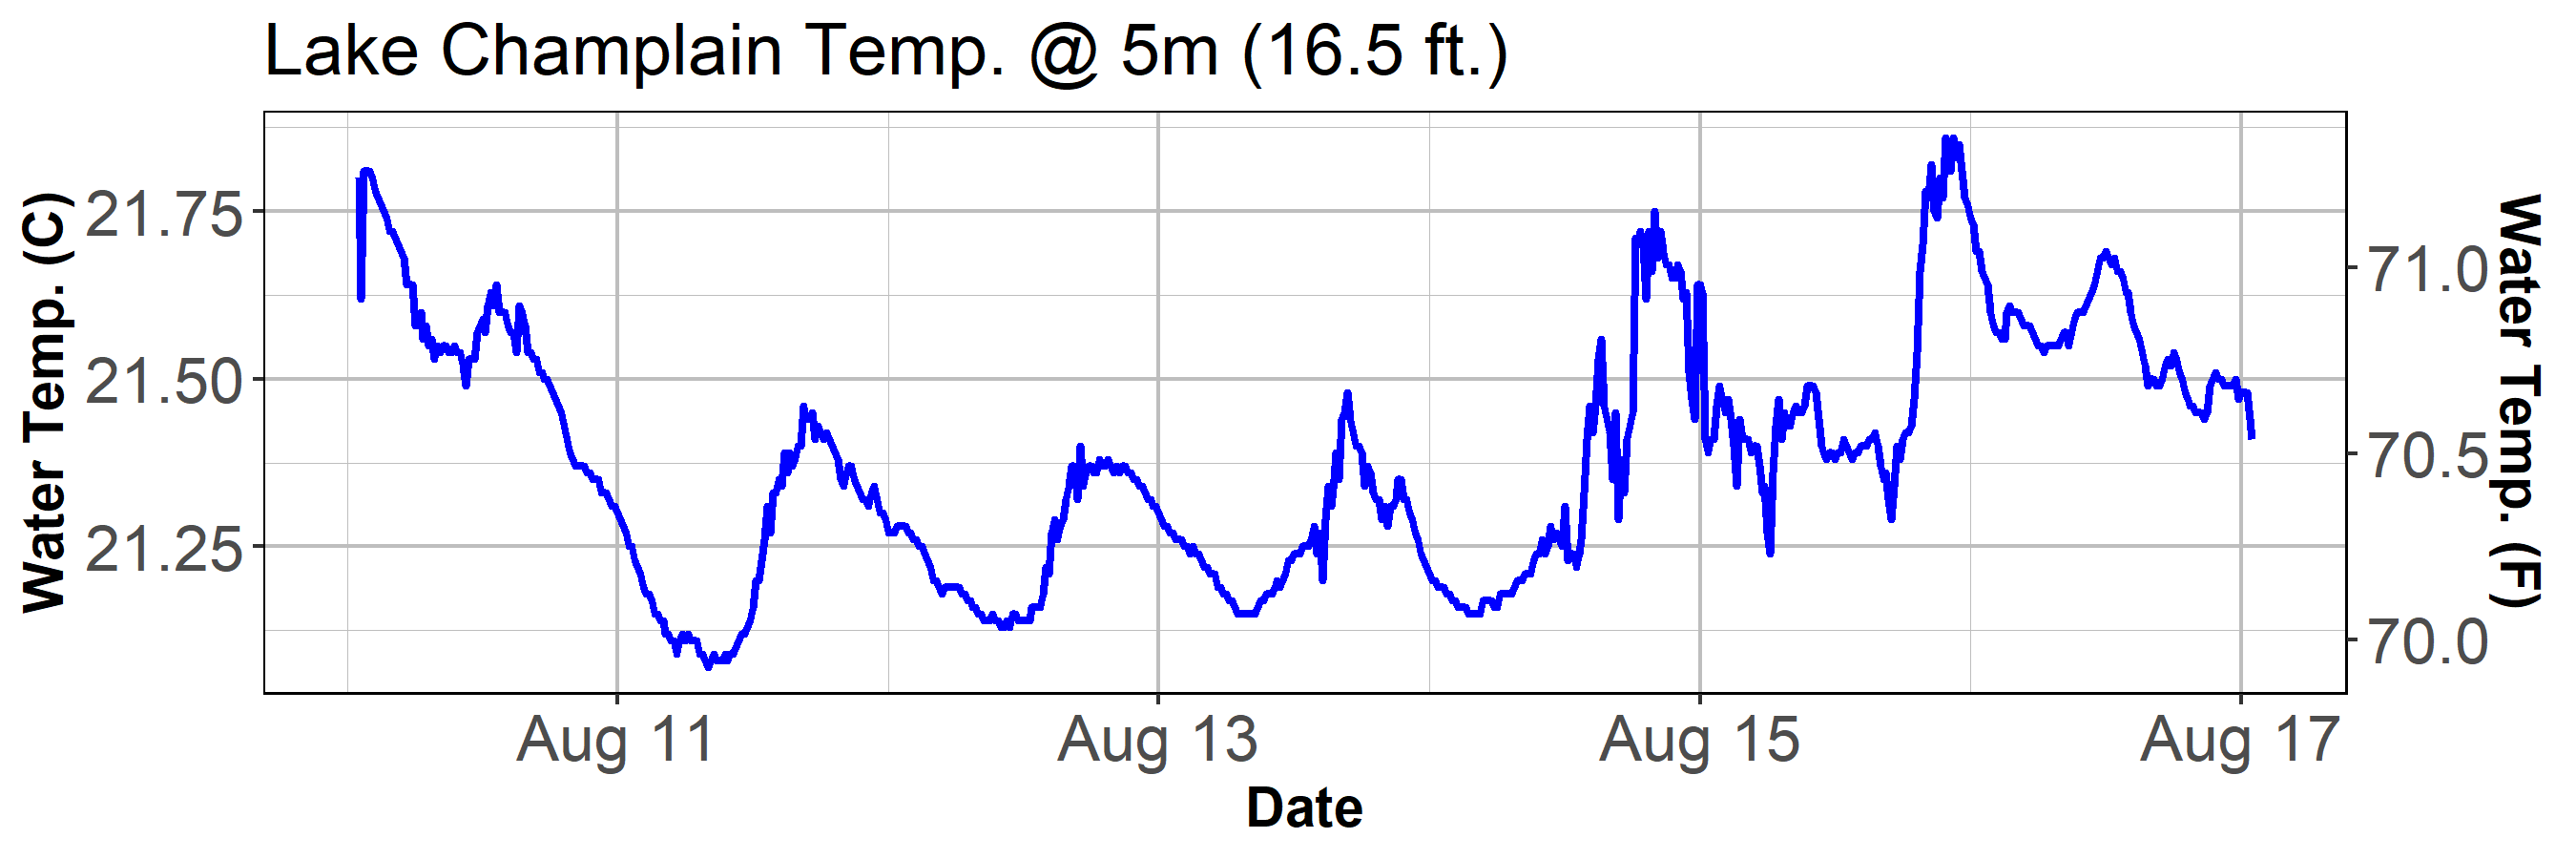 Lake Champlain Temp. @ 5m (16.5 ft.)
Water Temp. (C)
21.75
21.50
21.25
71.0
70.5
70.0
Water Temp. (F)
Aug 11
Aug 13
Aug 15
Aug 17
Date